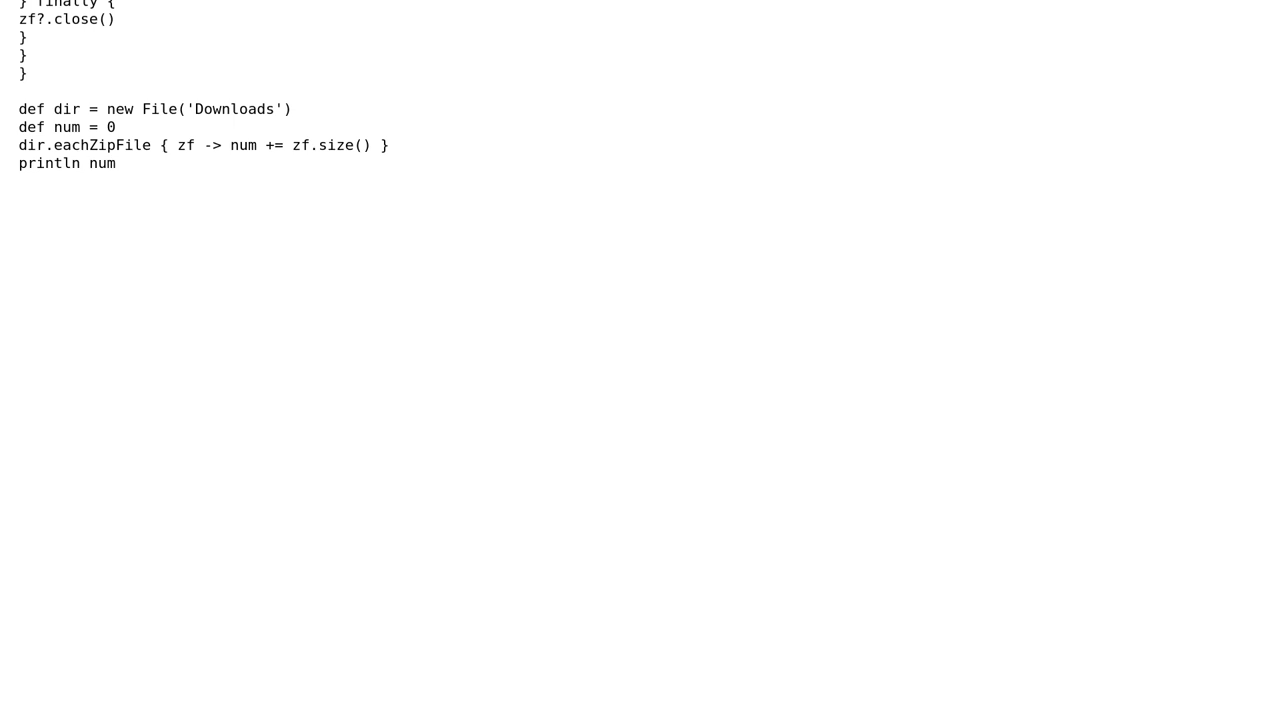 } finally {
zf?.close()
}
}
}

def dir = new File('Downloads')
def num = 0
dir.eachZipFile { zf -> num += zf.size() }
println num